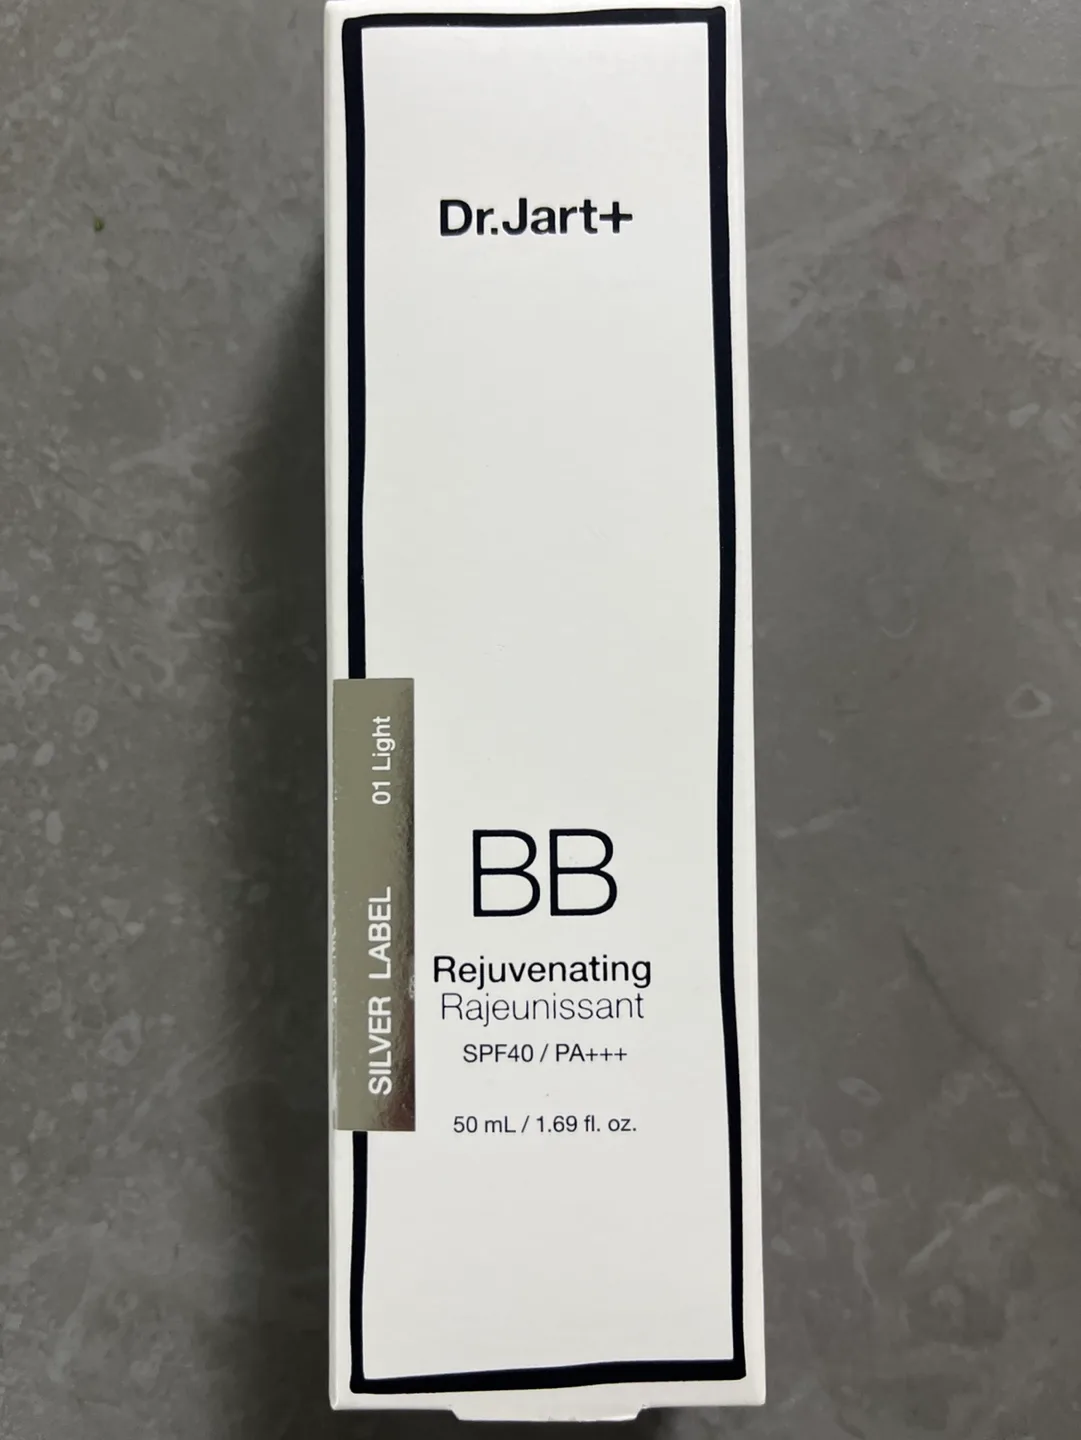 Dr.Jart+
SILVER LABEL 01 Light
BB
Rejuvenating
Rajeunissant
SPF40 / PA+++
50 mL / 1.69 fl. oz.